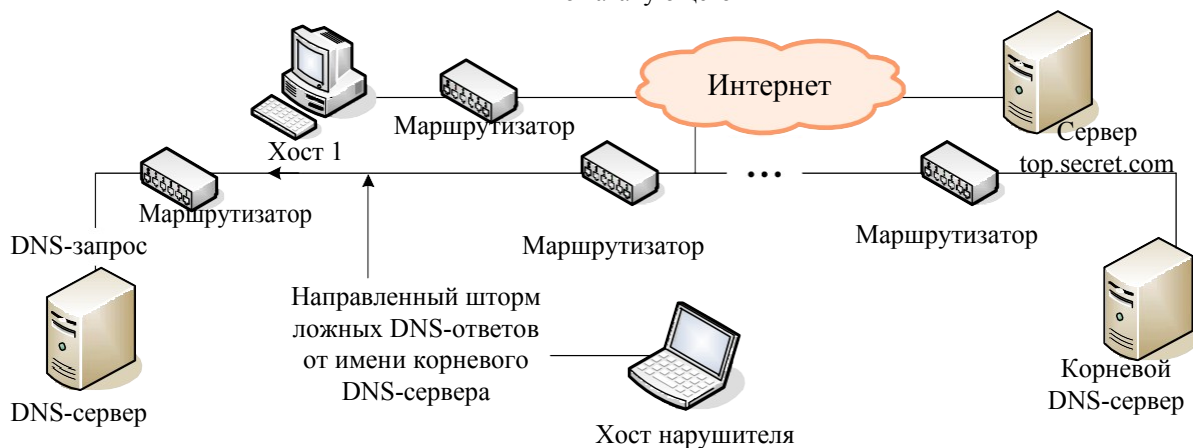 Интернет
Маршрутизатор
Хост 1
Сервер
top.secret.com
Маршрутизатор
Маршрутизатор
Маршрутизатор
DNS-запрос
DNS-сервер
Направленный шторм
ложных DNS-ответов
от имени корневого
DNS-сервера
Хост нарушителя
Корневой
DNS-сервер